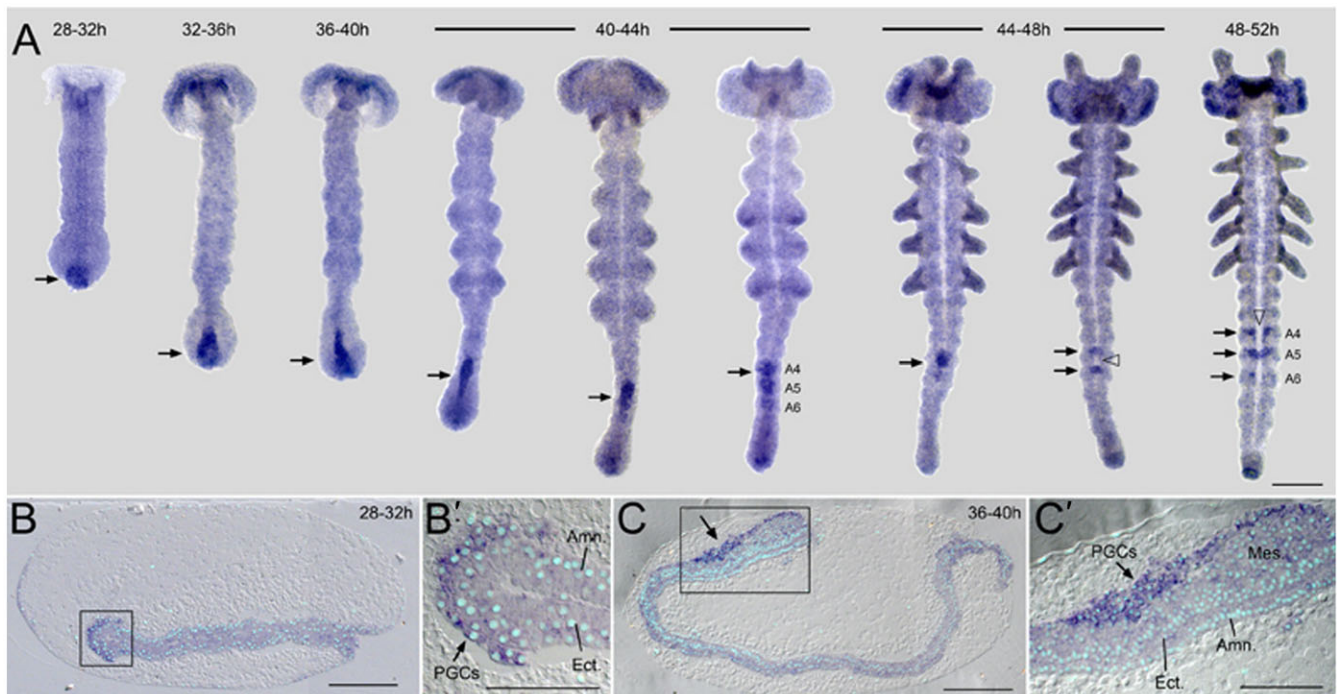 A
28-32h 32-36h 36-40h 40-44h 44-48h 48-52h
A4
A5
A6
A4
A5
A6
B
28-32h
B′
Amn.
PGCs
Ect.
C
36-40h
C′
PGCs
Mes.
Amn.
Ect.